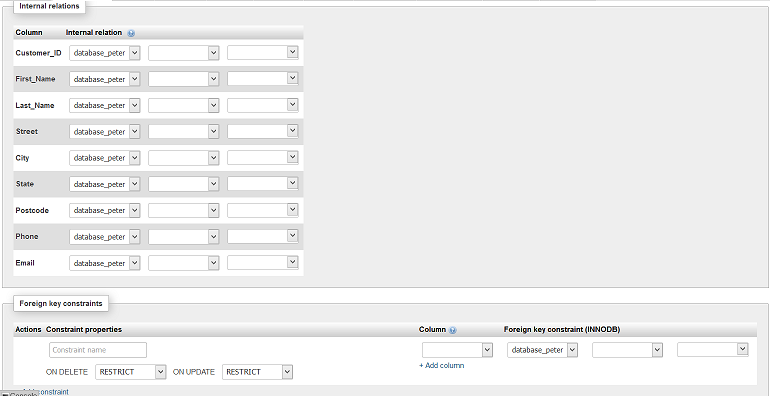 Internal relations
Column Internal relation
Customer_ID database_peter
First_Name database_peter
Last_Name database_peter
Street database_peter
City database_peter
State database_peter
Postcode database_peter
Phone database_peter
Email database_peter
Foreign key constraints
Actions Constraint properties Column Foreign key constraint (INNODB)
Constraint name database_peter
ON DELETE RESTRICT ON UPDATE RESTRICT + Add column
constraint
Console